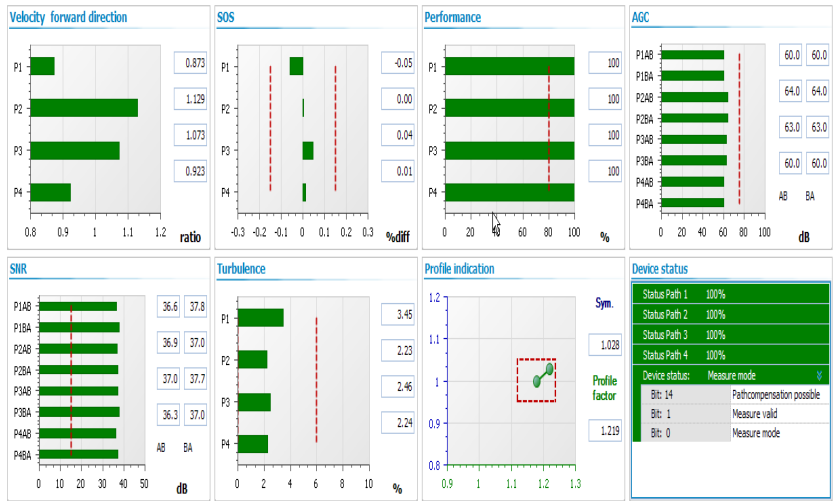 Velocity forward direction
P1
P2
P3
P4
0.873
1.129
1.073
0.923
0.8 0.9 1 1.1 1.2
ratio
SOS
P1
P2
P3
P4
-0.05
0.00
0.04
0.01
-0.3 -0.2 -0.1 0 0.1 0.2 0.3
%diff
Performance
P1
P2
P3
P4
100
100
100
100
0 20 40 60 80 100
%
AGC
P1AB
P1BA
P2AB
P2BA
P3AB
P3BA
P4AB
P4BA
60.0 60.0
64.0 64.0
63.0 63.0
60.0 60.0
AB BA
0 20 40 60 80 100
dB
SNR
P1AB
P1BA
P2AB
P2BA
P3AB
P3BA
P4AB
P4BA
36.6 37.8
36.9 37.0
37.0 37.7
36.3 37.0
AB BA
0 10 20 30 40 50
dB
Turbulence
P1
P2
P3
P4
3.45
2.23
2.46
2.24
0 2 4 6 8 10
%
Profile indication
1.2
1.1
1
0.9
0.8
0.9 1 1.1 1.2 1.3
Sym.
1.028
Profile
factor
1.219
Device status
Status Path 1 100%
Status Path 2 100%
Status Path 3 100%
Status Path 4 100%
Device status: Measure mode
Bit: 14 Pathcompensation possible
Bit: 1 Measure valid
Bit: 0 Measure mode